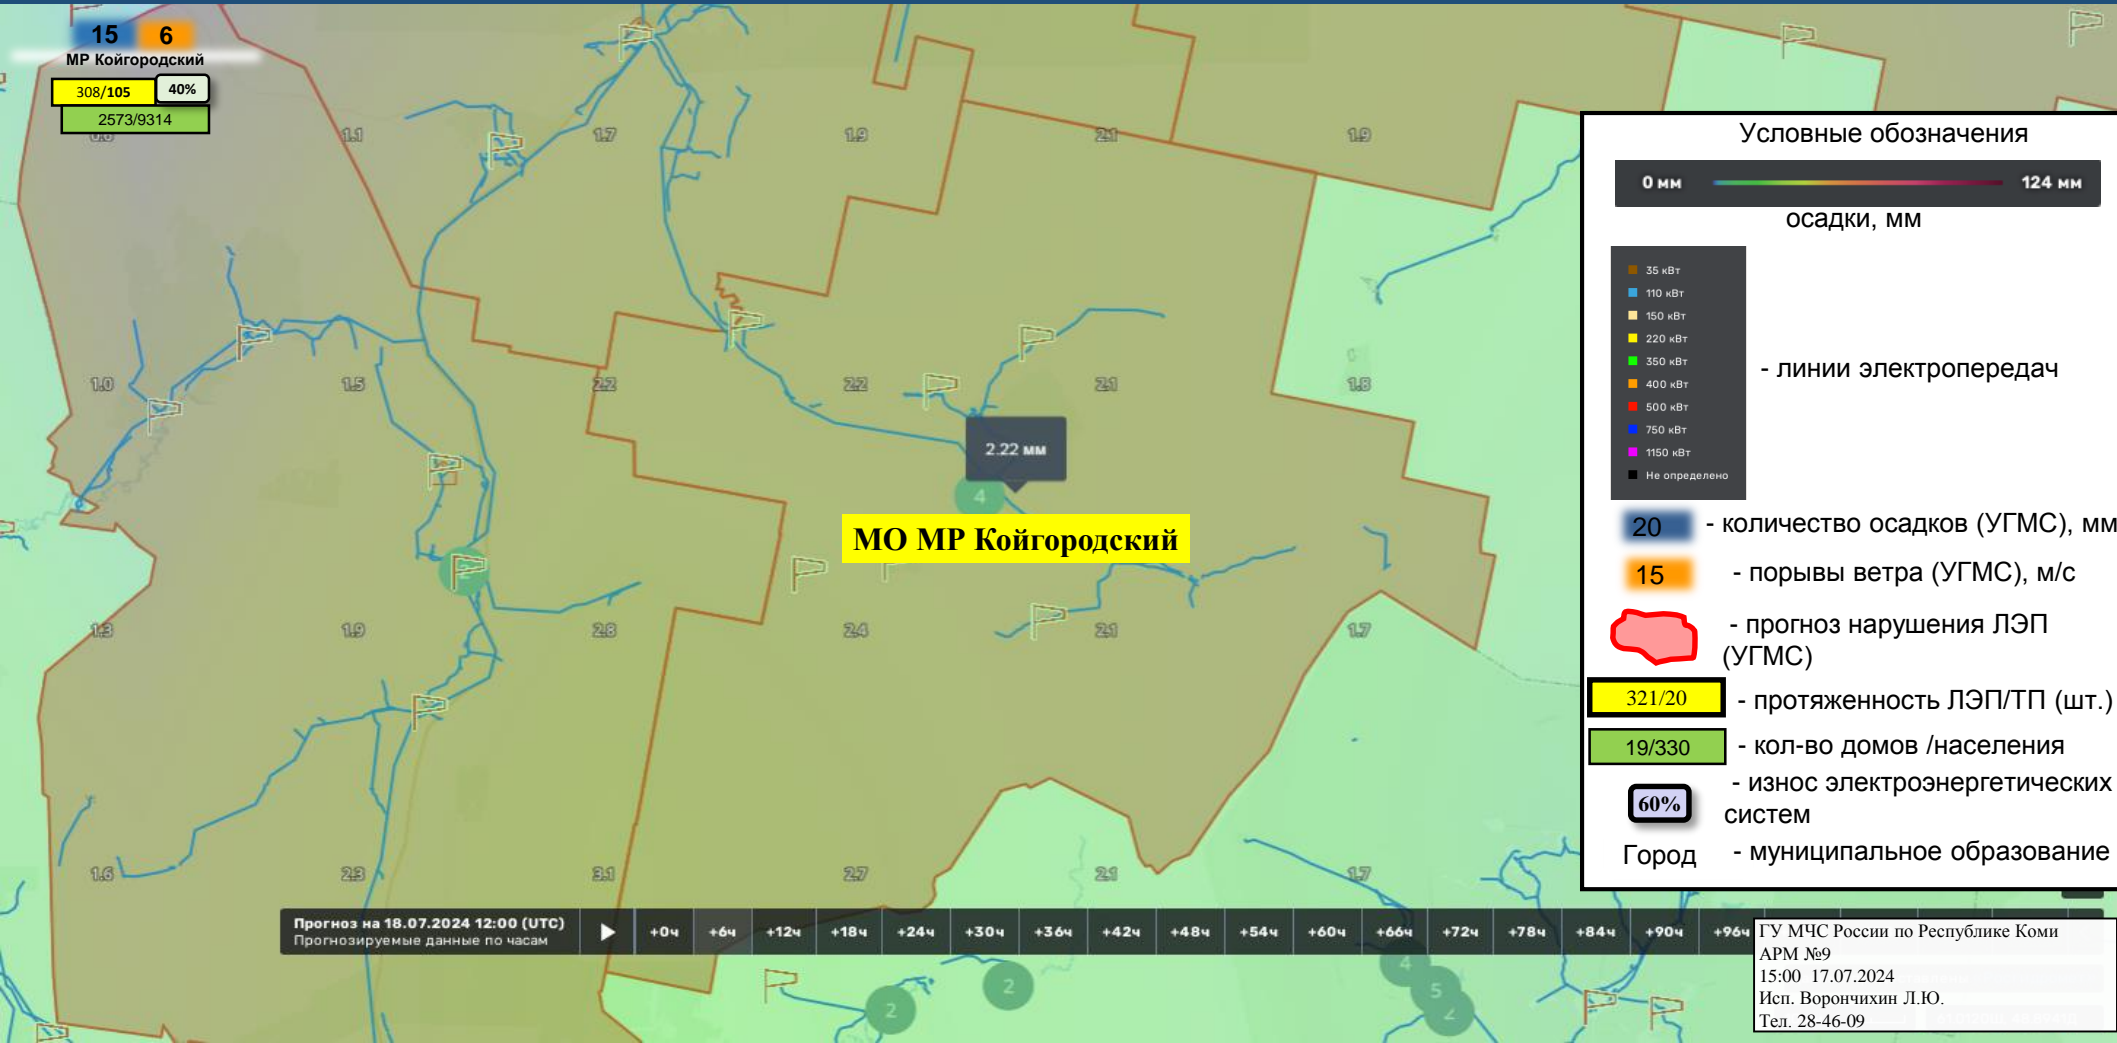 15 6
МР Койгородский
308/105 40%
2573/9314
1.1 1.7 1.9 2.1 1.9
1.0 1.5 2.2 2.2 2.1 1.8
2.22 мм
4
МО МР Койгородский
1.3 1.9 2.8 2.4 2.1 1.7
1.6 2.3 3.1 2.7 2.1 1.7
Условные обозначения
0 мм 124 мм
осадки, мм
35 кВт
110 кВт
150 кВт
220 кВт
350 кВт
400 кВт
500 кВт
750 кВт
1150 кВт
Не определено
- линии электропередач
20 - количество осадков (УГМС), мм
15 - порывы ветра (УГМС), м/с
- прогноз нарушения ЛЭП
(УГМС)
321/20 - протяженность ЛЭП/ТП (шт.)
19/330 - кол-во домов /населения
- износ электроэнергетических
60%
систем
Город - муниципальное образование
Прогноз на 18.07.2024 12:00 (UTC)
Прогнозируемые данные по часам
+0ч +6ч +12ч +18ч +24ч +30ч +36ч +42ч +48ч +54ч +60ч +66ч +72ч +78ч +84ч +90ч +96ч
4
2 5
2 2
ГУ МЧС России по Республике Коми
АРМ №9
15:00 17.07.2024
Исп. Ворончихин Л.Ю.
Тел. 28-46-09